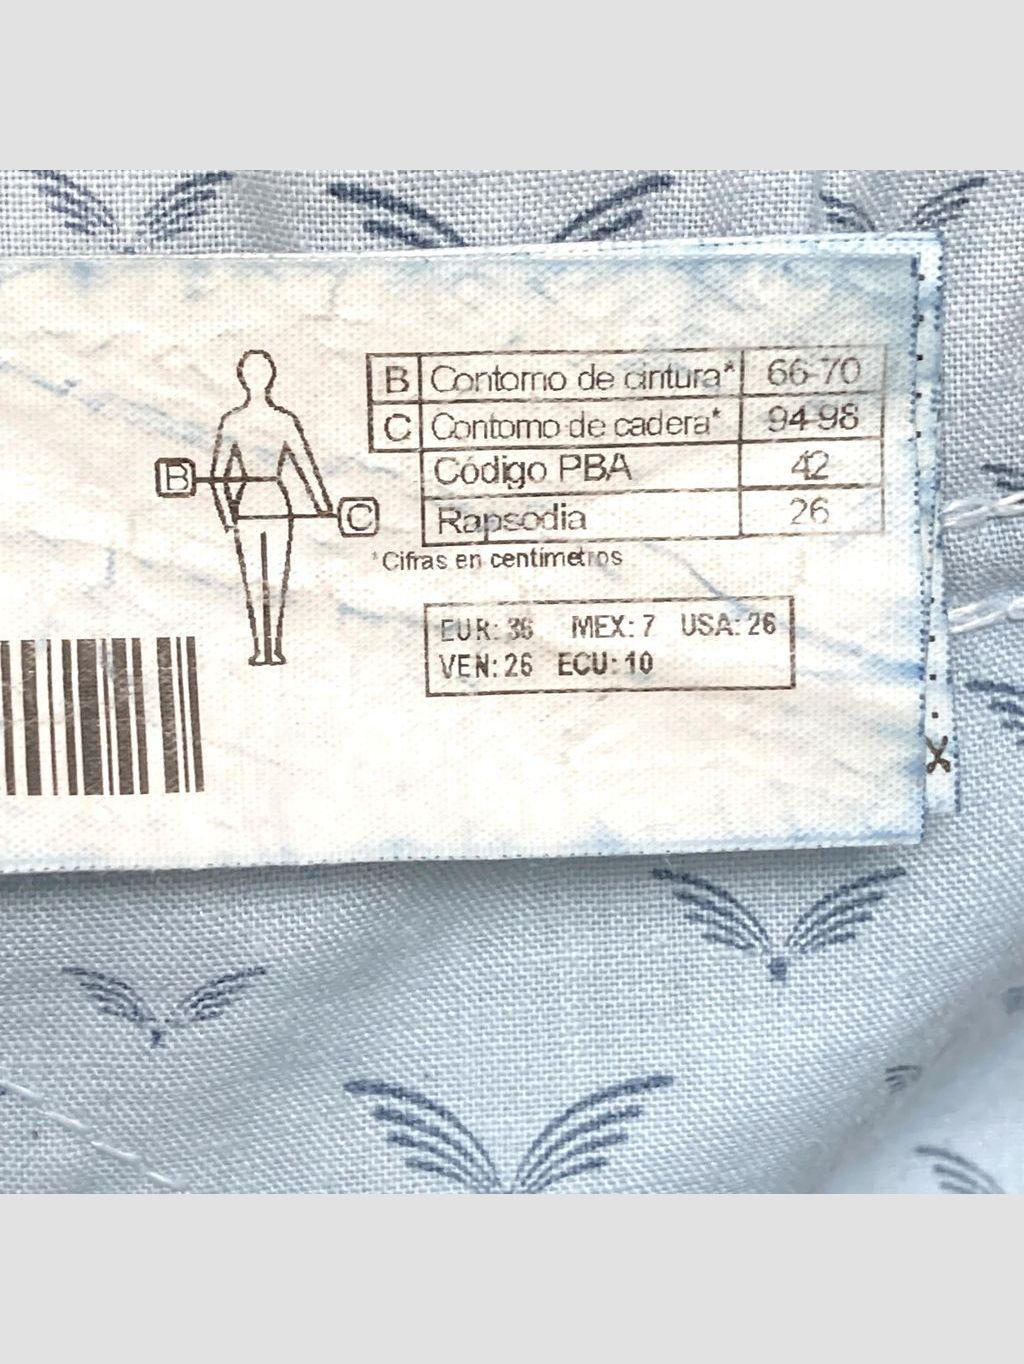 B Contorno de cintura* 66-70
C Contorno de cadera* 94-98
Código PBA 42
Rapsodia 26
*Cifras en centímetros
B
C
EUR: 36 MEX: 7 USA: 26
VEN: 26 ECU: 10